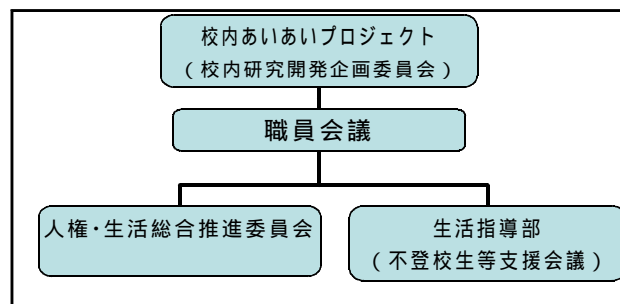 校内あいあいプロジェクト
（校内研究開発企画委員会）
職員会議
人権・生活総合推進委員会
生活指導部
（不登校生等支援会議）